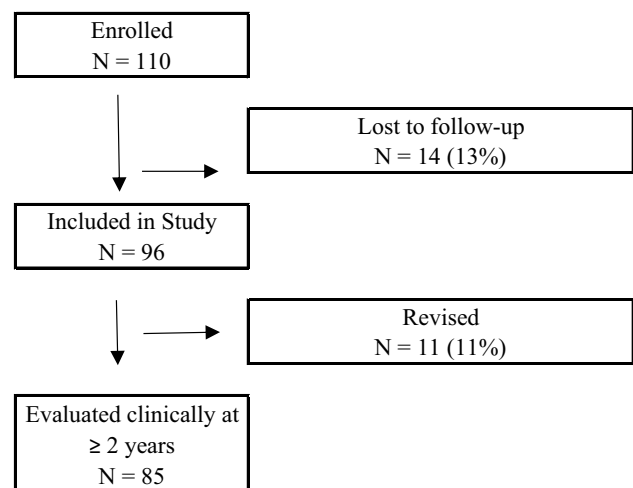 Enrolled
N = 110
Lost to follow-up
N = 14 (13%)
Included in Study
N = 96
Revised
N = 11 (11%)
Evaluated clinically at
≥ 2 years
N = 85